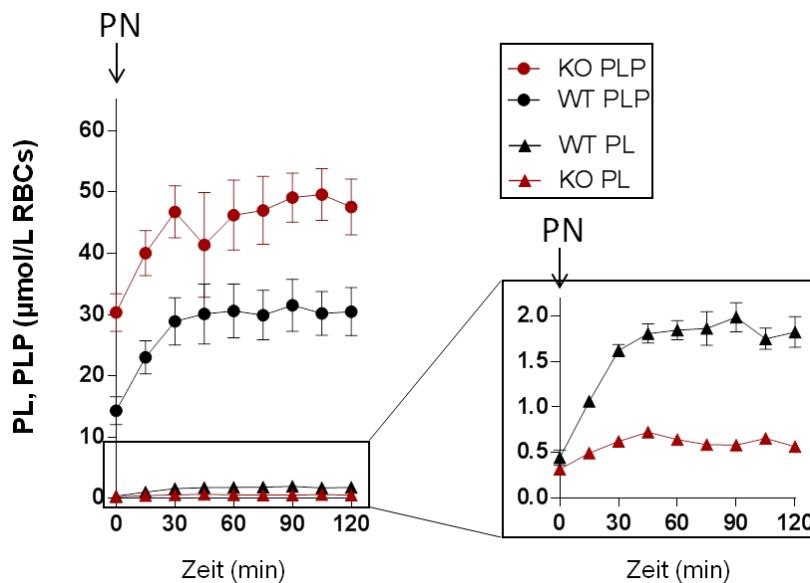 PN
PL, PLP (µmol/L RBCs)
60
50
40
30
20
10
0
0 30 60 90 120
Zeit (min)
KO PLP
WT PLP
WT PL
KO PL
PN
2.0
1.5
1.0
0.5
0.0
0 30 60 90 120
Zeit (min)